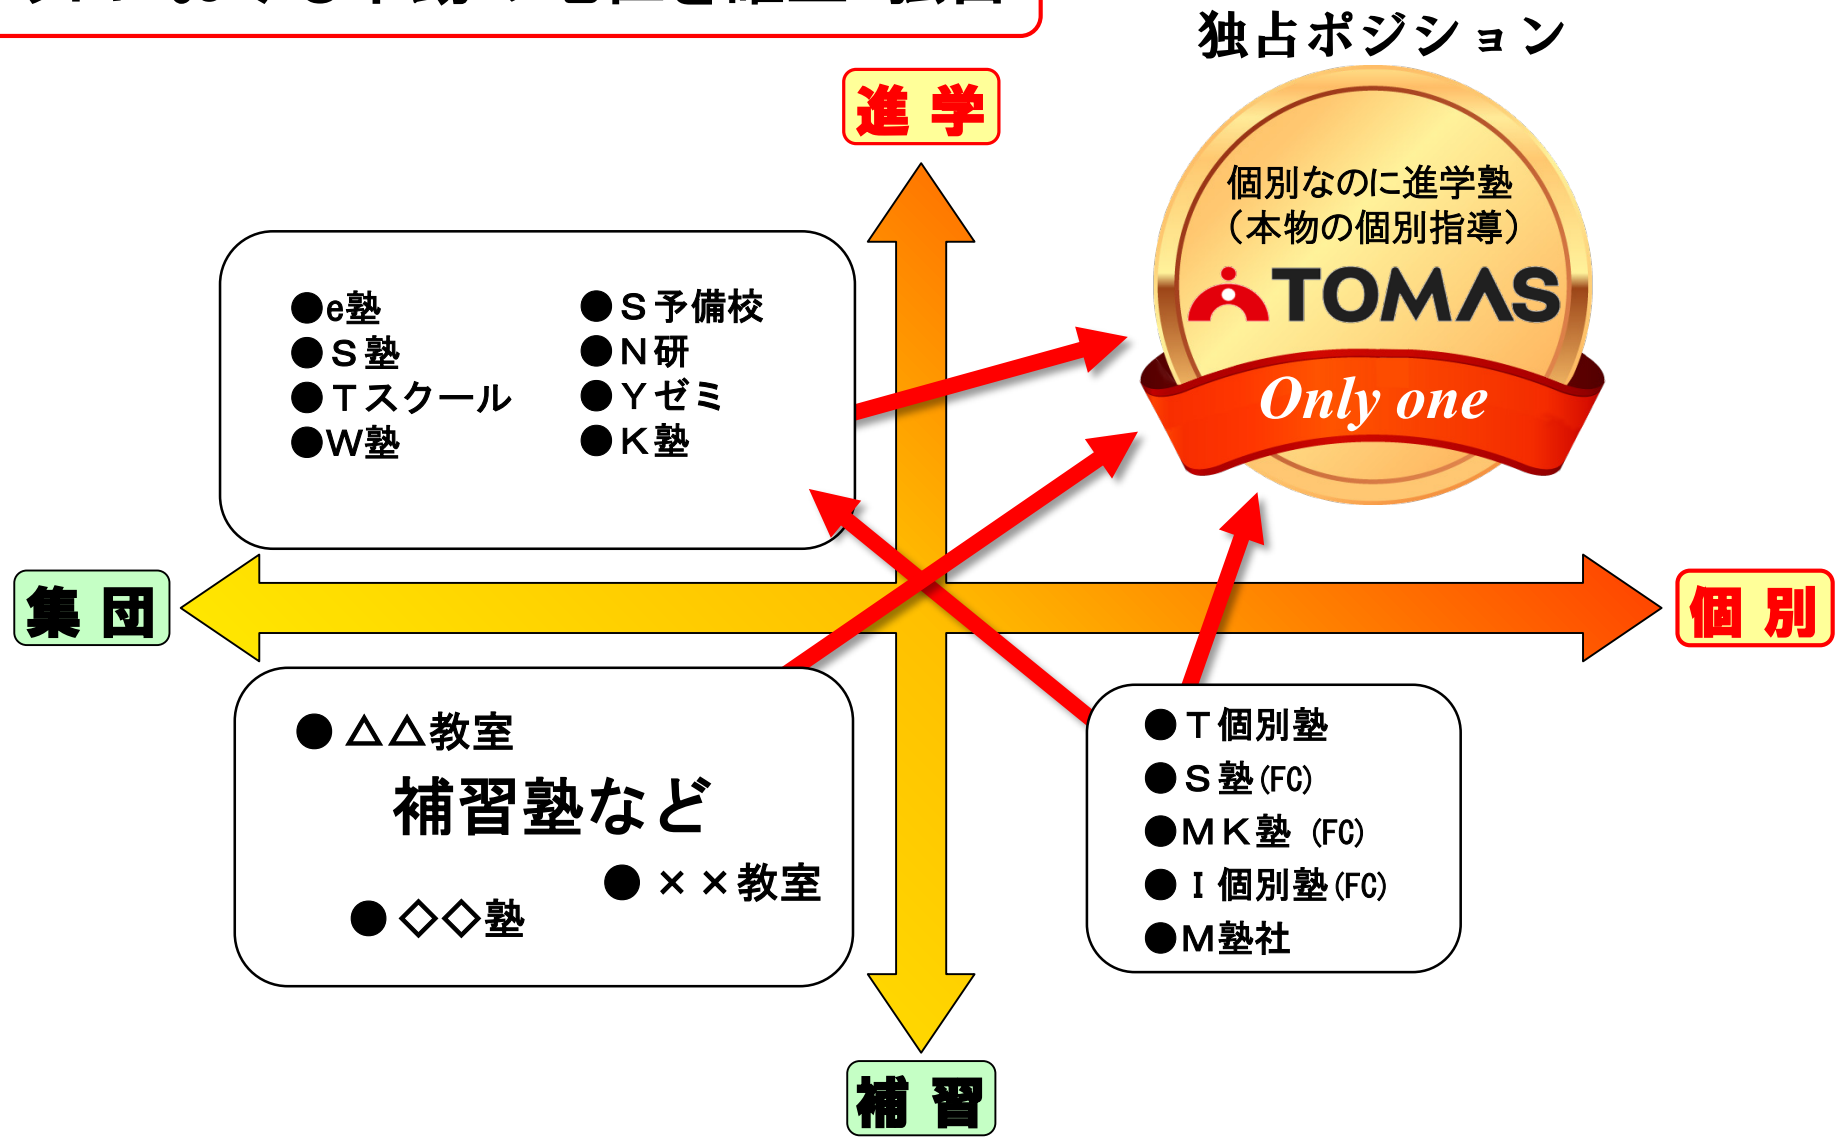 独占ポジション
進 学
個別なのに進学塾
（本物の個別指導）
TOMAS
Only one
●e塾
●Ｓ塾
●Ｔスクール
●Ｗ塾
●Ｓ予備校
●Ｎ研
●Ｙゼミ
●Ｋ塾
集 団
個 別
● △△教室
補習塾など
● ××教室
● ◇◇塾
●Ｔ個別塾
●Ｓ塾(FC)
●ＭＫ塾 (FC)
●Ｉ個別塾(FC)
●Ｍ塾社
補 習